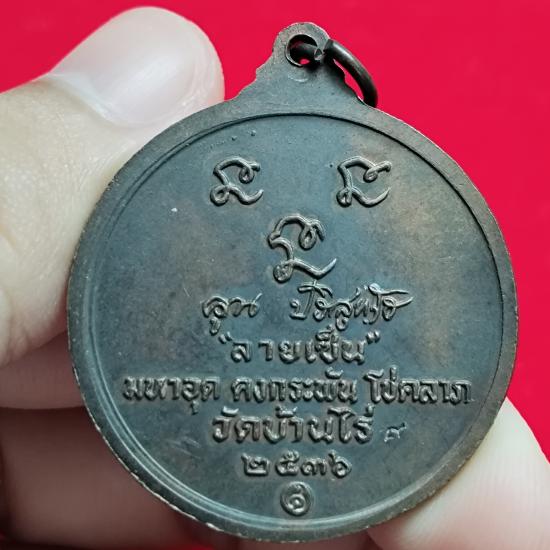 คูณ ปริสุทโธ
"ลายเซ็น"
มหาอุด คงกระพัน โชคลาภ
วัดบ้านไร่
๒๕๓๖
๑